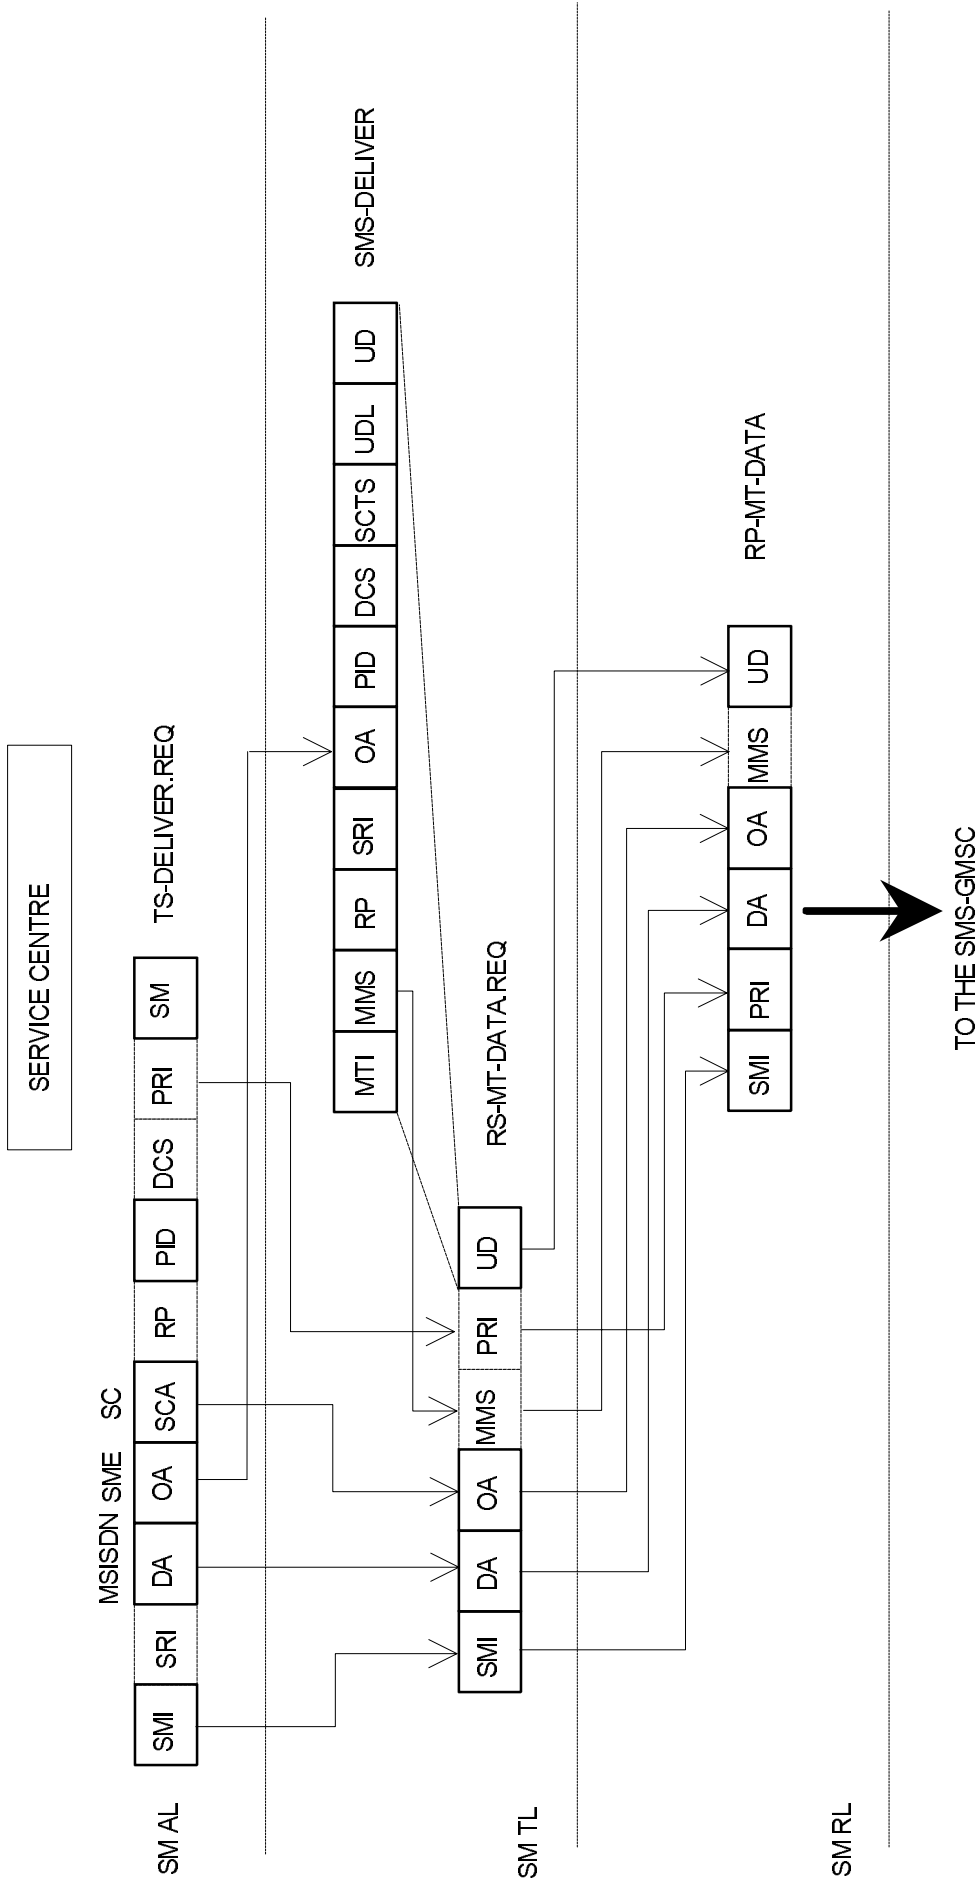 SERVICE CENTRE
MSISDN SME SC
SM AL
SMI SRI DA OA SCA RP PID DCS PRI SM
TS-DELIVER.REQ
MTI MMS RP SRI OA PID DCS SCTS UDL UD
SMS-DELIVER
SM TL
SMI DA OA MMS PRI UD
RS-MT-DATA.REQ
SM RL
SMI PRI DA OA MMS UD
RP-MT-DATA
TO THE SMS-GMSC